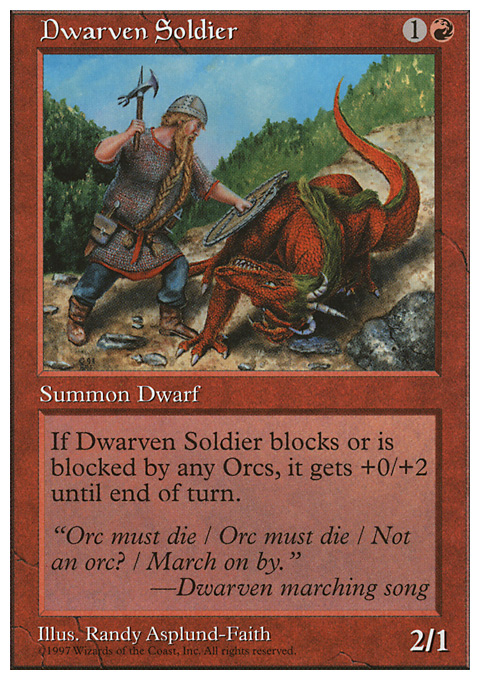 Dwarven Soldier 1
Summon Dwarf
If Dwarven Soldier blocks or is
blocked by any Orcs, it gets +0/+2
until end of turn.
“Orc must die / Orc must die / Not
an orc? / March on by.”
—Dwarven marching song
Illus. Randy Asplund-Faith
©1997 Wizards of the Coast, Inc. All rights reserved.
2/1